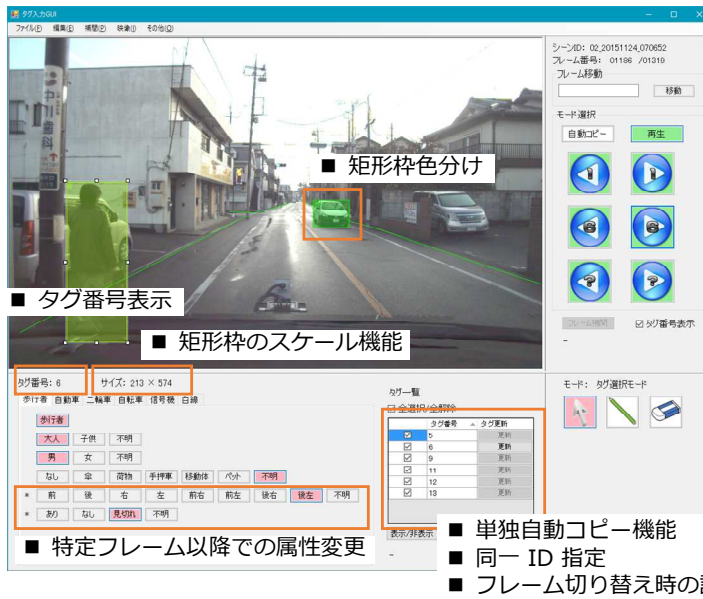 タグ入力GUI
ファイル(F) 編集(E) 補間(P) 映像(I) その他(O)
シーンID: 02_20151124_070652
フレーム番号: 01186 /01319
フレーム移動
移動
モード選択
自動コピー 再生
1 1
6 6
? ?
フレーム補間 タグ番号表示
-
■ 矩形枠色分け
■ タグ番号表示
■ 矩形枠のスケール機能
タグ番号: 6 サイズ: 213 × 574
歩行者 自動車 二輪車 自転車 信号機 白線
歩行者
大人 子供 不明
男 女 不明
なし 傘 荷物 手押車 移動体 ペット 不明
* 前 後 右 左 前右 前左 後右 後左 不明
* あり なし 見切れ 不明
■ 特定フレーム以降での属性変更
タグ一覧
全選択/全解除
タグ番号 タグ更新
5 更新
6 更新
9 更新
11 更新
12 更新
13 更新
表示/非表示
-
モード: タグ選択モード
■ 単独自動コピー機能
■ 同一 ID 指定
■ フレーム切り替え時の